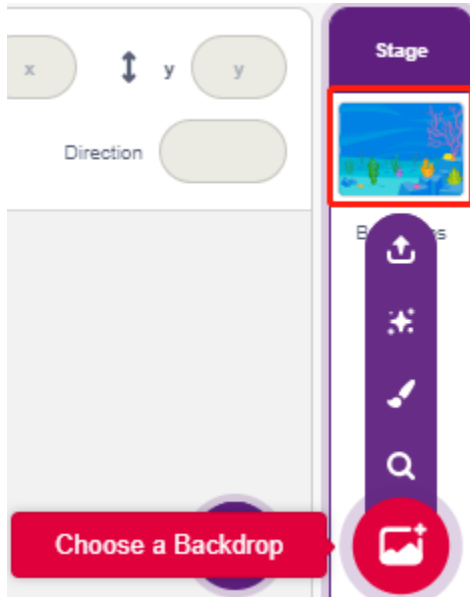 Stage
x
y
y
Direction
Choose a Backdrop